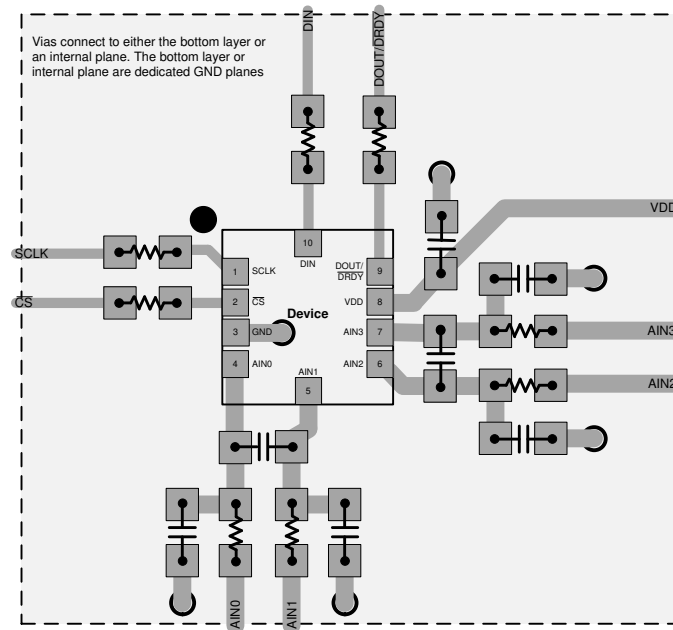 DIN
DOUT/DRDY
Vias connect to either the bottom layer or
an internal plane. The bottom layer or
internal plane are dedicated GND planes
VDD
SCLK
CS
10
DIN
1 SCLK
DOUT/
DRDY 9
2 CS
VDD 8
Device
3 GND
AIN3 7
AIN3
4 AIN0
AIN1
AIN2 6
5
AIN2
AIN0
AIN1